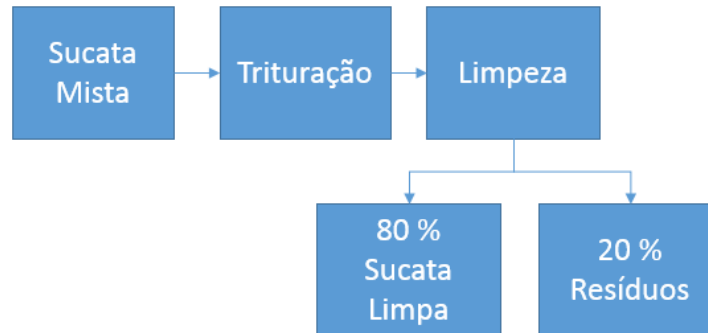 Sucata
Mista
Trituração
Limpeza
80 %
Sucata
Limpa
20 %
Resíduos